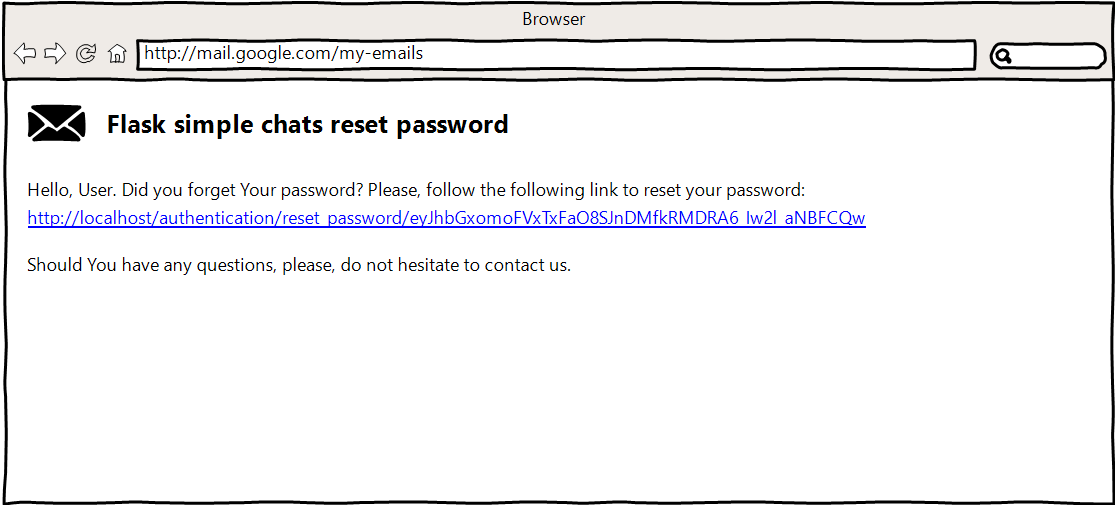 Browser
http://mail.google.com/my-emails
Flask simple chats reset password
Hello, User. Did you forget Your password? Please, follow the following link to reset your password:
http://localhost/authentication/reset_password/eyJhbGxomoFVxTxFaO8SJnDMfkRMDRA6_Iw2l_aNBFCQw
Should You have any questions, please, do not hesitate to contact us.